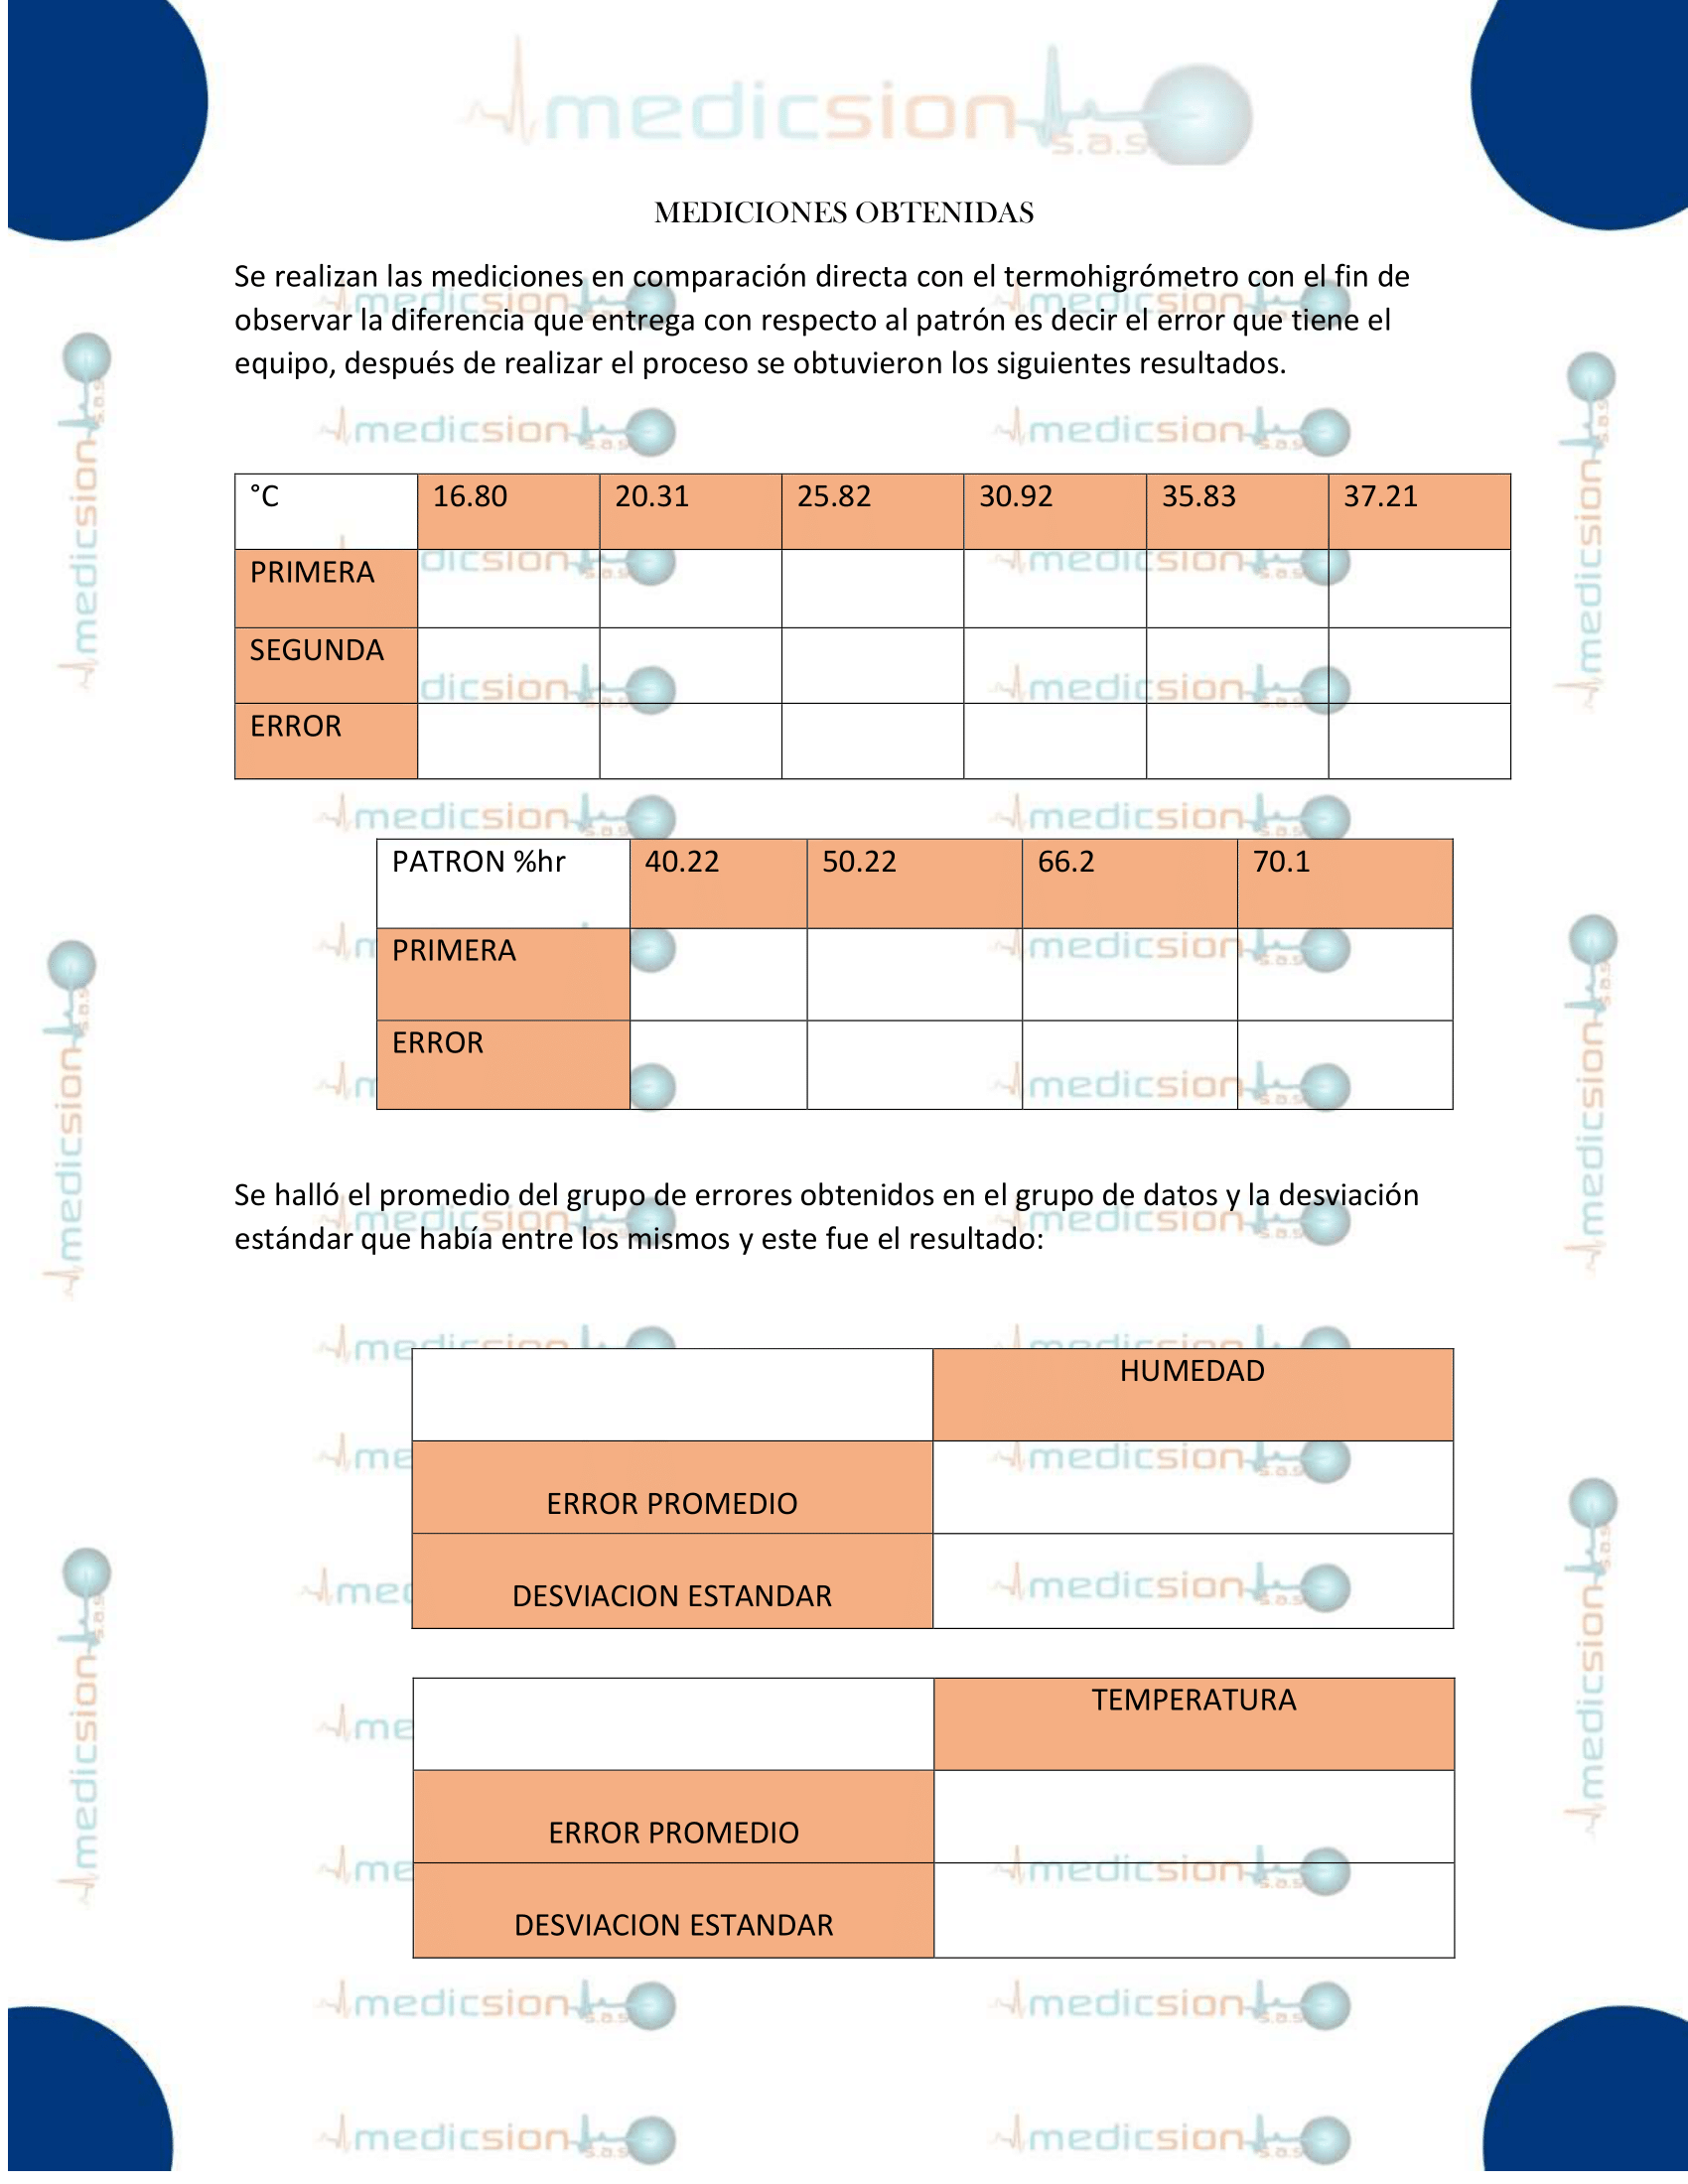 medicsion s.a.s
MEDICIONES OBTENIDAS
Se realizan las mediciones en comparación directa con el termohigrómetro con el fin de
observar la diferencia que entrega con respecto al patrón es decir el error que tiene el
equipo, después de realizar el proceso se obtuvieron los siguientes resultados.
°C 16.80 20.31 25.82 30.92 35.83 37.21
PRIMERA
SEGUNDA
ERROR
PATRON %hr 40.22 50.22 66.2 70.1
PRIMERA
ERROR
Se halló el promedio del grupo de errores obtenidos en el grupo de datos y la desviación
estándar que había entre los mismos y este fue el resultado:
HUMEDAD
ERROR PROMEDIO
DESVIACION ESTANDAR
TEMPERATURA
ERROR PROMEDIO
DESVIACION ESTANDAR